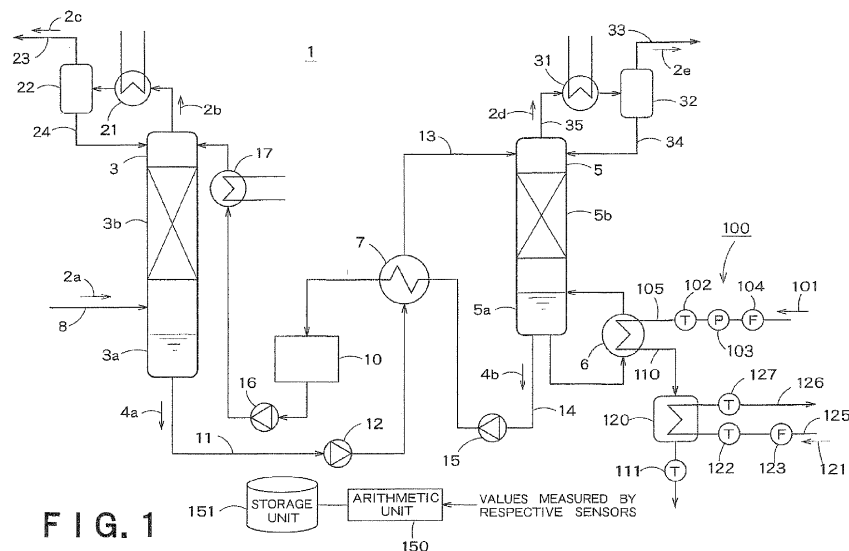 2c
23
33
2e
1
22
21
2b
31
2d
35
32
24
34
3
17
13
5
3b
5b
7
100
2a
8
105
102
104
101
T
P
F
103
5a
6
110
3a
10
4b
127
126
T
16
14
120
125
4a
12
T
F
11
15
111
T
122
123
121
151
STORAGE
UNIT
ARITHMETIC
UNIT
VALUES MEASURED BY
RESPECTIVE SENSORS
150
FIG. 1